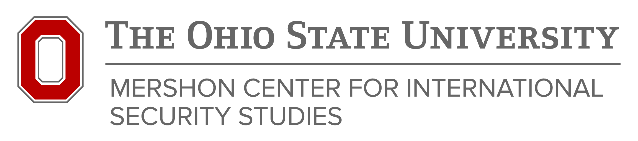 THE OHIO STATE UNIVERSITY
MERSHON CENTER FOR INTERNATIONAL
SECURITY STUDIES